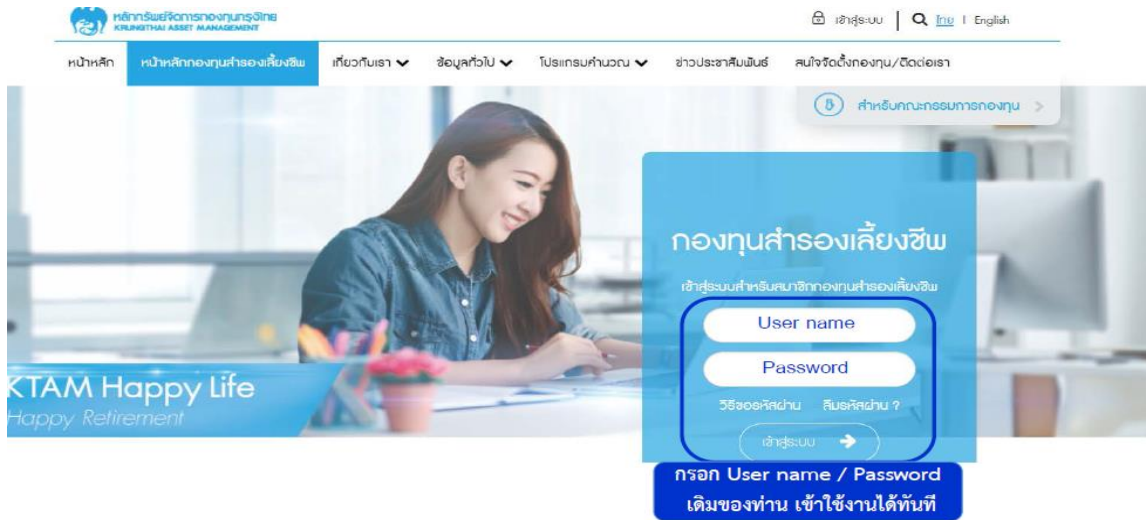 หลักทรัพย์จัดการกองทุนกรุงไทย
KRUNGTHAI ASSET MANAGEMENT
เข้าสู่ระบบ | ไทย | English
หน้าหลัก หน้าหลักกองทุนสำรองเลี้ยงชีพ เกี่ยวกับเรา ข้อมูลทั่วไป โปรแกรมคำนวณ ข่าวประชาสัมพันธ์ สนใจจัดตั้งกองทุน/ติดต่อเรา
สำหรับคณะกรรมการกองทุน >
กองทุนสำรองเลี้ยงชีพ
เข้าสู่ระบบสำหรับสมาชิกกองทุนสำรองเลี้ยงชีพ
User name
Password
วิธีขอรหัสผ่าน ลืมรหัสผ่าน ?
เข้าสู่ระบบ
KTAM Happy Life
Happy Retirement
กรอก User name / Password
เดิมของท่าน เข้าใช้งานได้ทันที